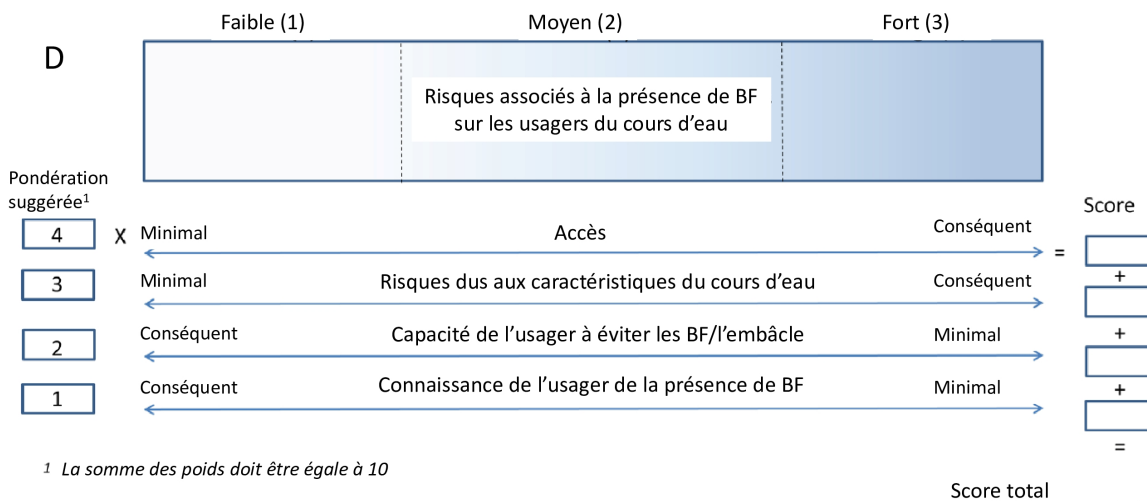 Faible (1) Moyen (2) Fort (3)
D
Risques associés à la présence de BF
sur les usagers du cours d'eau
Pondération
suggérée¹
Score
4 X Minimal Accès Conséquent =
3 Minimal Risques dus aux caractéristiques du cours d'eau Conséquent +
2 Conséquent Capacité de l'usager à éviter les BF/l'embâcle Minimal +
1 Conséquent Connaissance de l'usager de la présence de BF Minimal +
=
¹ La somme des poids doit être égale à 10
Score total